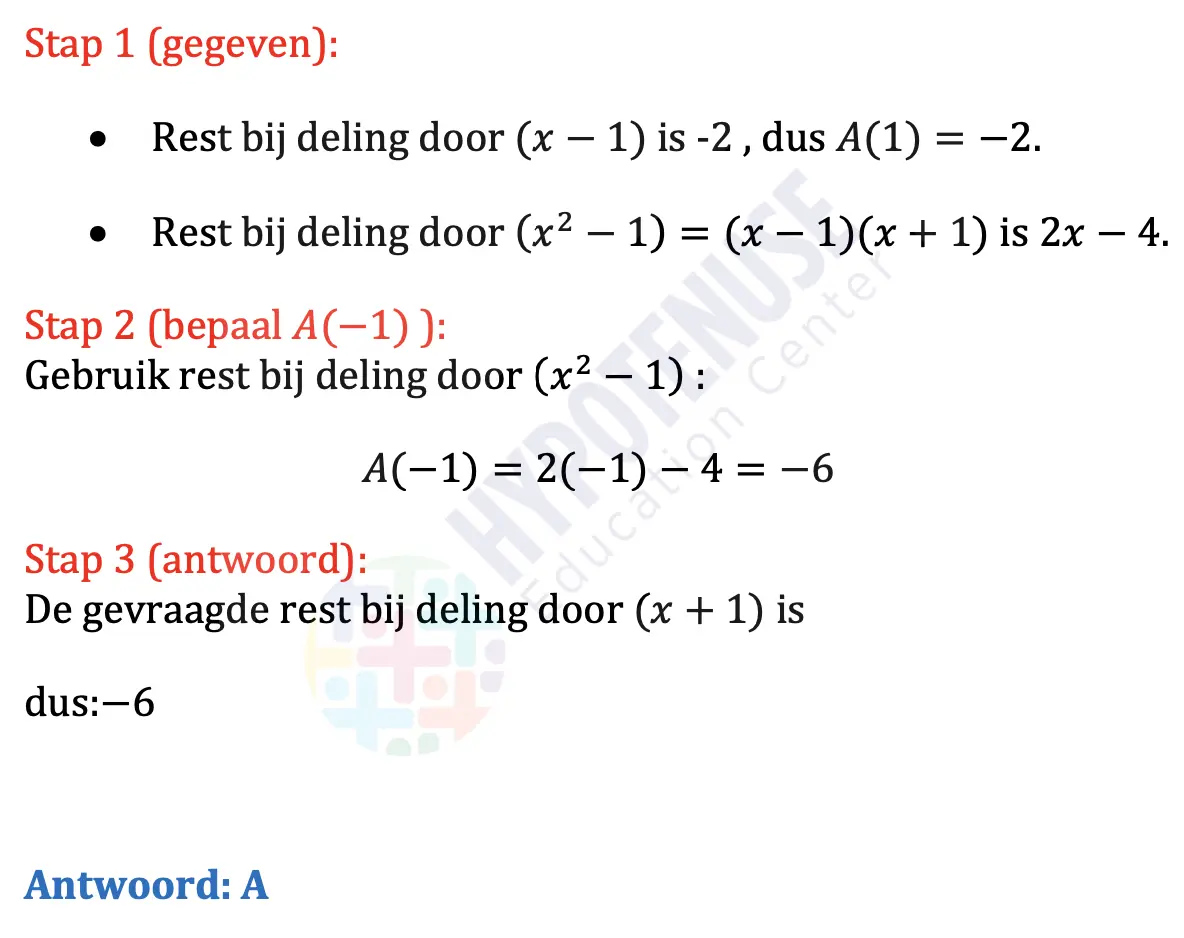 Stap 1 (gegeven):
• Rest bij deling door (x − 1) is -2 , dus A(1) = −2.
• Rest bij deling door (x² − 1) = (x − 1)(x + 1) is 2x − 4.
Stap 2 (bepaal A(−1) ):
Gebruik rest bij deling door (x² − 1) :
A(−1) = 2(−1) − 4 = −6
Stap 3 (antwoord):
De gevraagde rest bij deling door (x + 1) is
dus:−6
Antwoord: A
HYPOTENUSE
Education Center